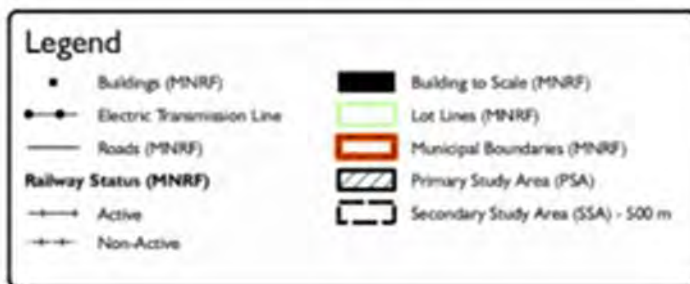 Legend
Buildings (MNRF)
Electric Transmission Line
Roads (MNRF)
Railway Status (MNRF)
Active
Non-Active
Building to Scale (MNRF)
Lot Lines (MNRF)
Municipal Boundaries (MNRF)
Primary Study Area (PSA)
Secondary Study Area (SSA) - 500 m